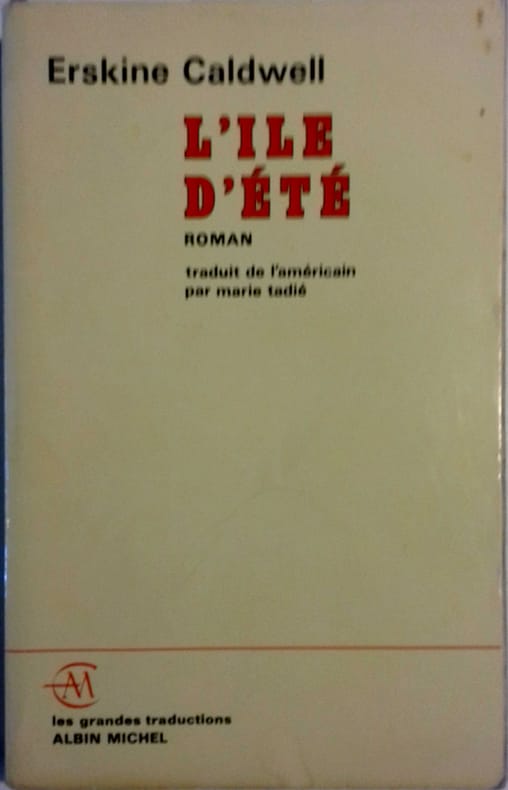 Erskine Caldwell
L'ILE
D'ÉTÉ
ROMAN
traduit de l'américain
par marie tadié
AM
les grandes traductions
ALBIN MICHEL